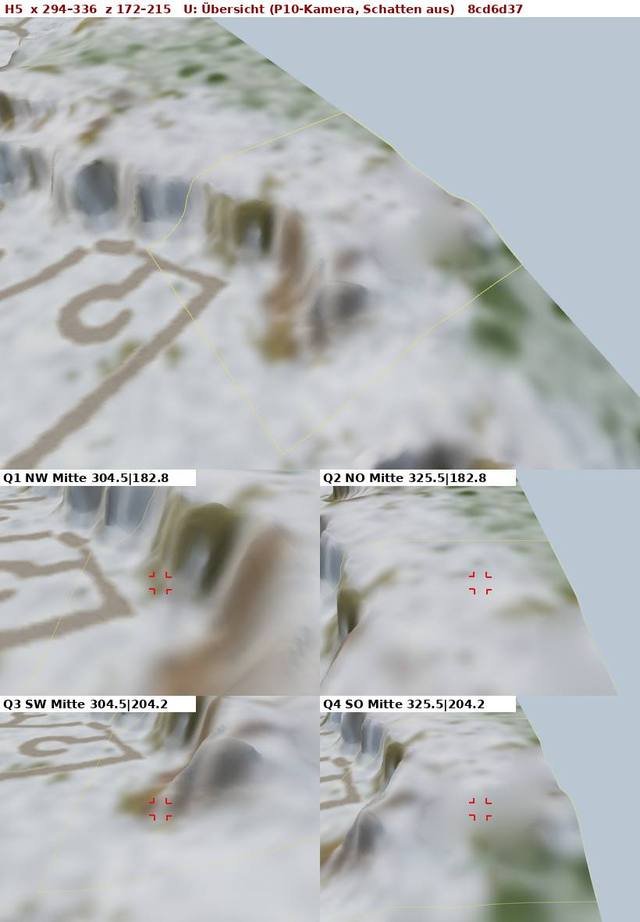 H5 x 294–336 z 172–215 U: Übersicht (P10-Kamera, Schatten aus) 8cd6d37
Q1 NW Mitte 304.5|182.8
Q2 NO Mitte 325.5|182.8
Q3 SW Mitte 304.5|204.2
Q4 SO Mitte 325.5|204.2